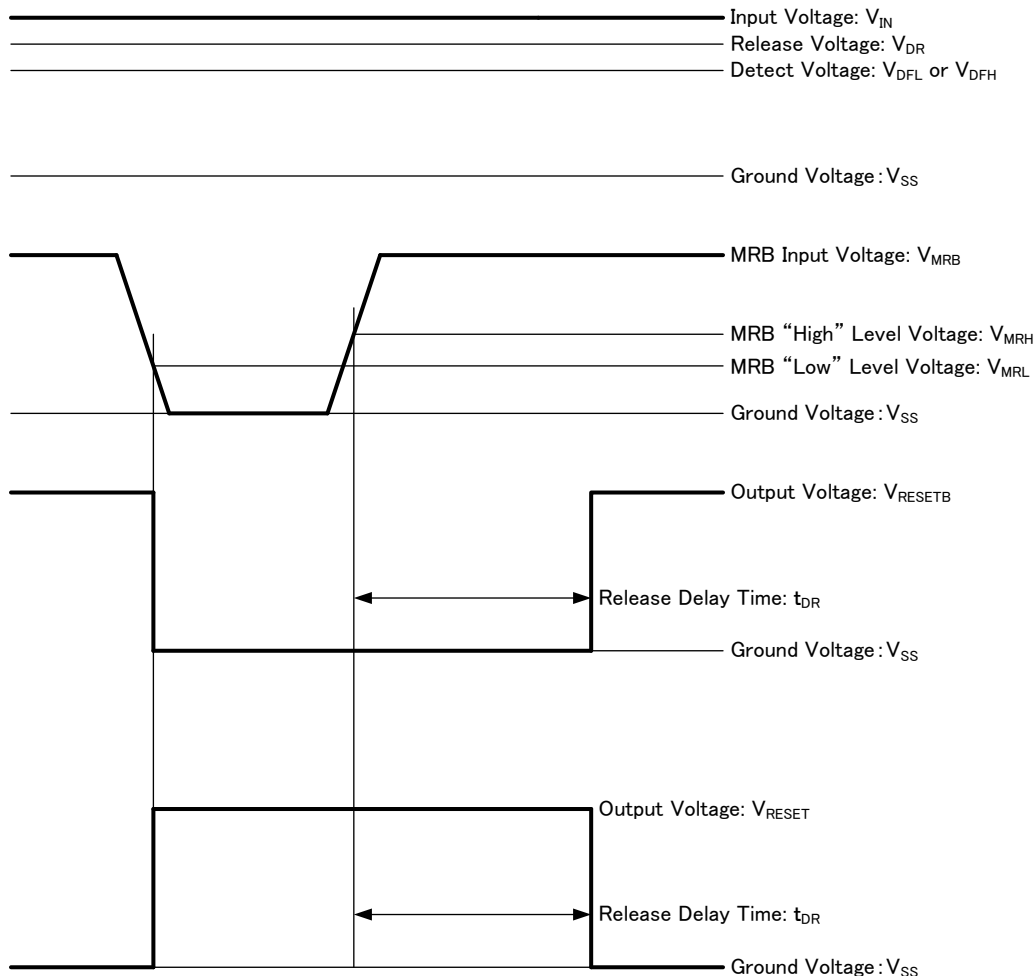 Input Voltage: VIN
Release Voltage: VDR
Detect Voltage: VDFL or VDFH
Ground Voltage: VSS
MRB Input Voltage: VMRB
MRB “High” Level Voltage: VMRH
MRB “Low” Level Voltage: VMRL
Ground Voltage: VSS
Output Voltage: VRESETB
Release Delay Time: tDR
Ground Voltage: VSS
Output Voltage: VRESET
Release Delay Time: tDR
Ground Voltage: VSS